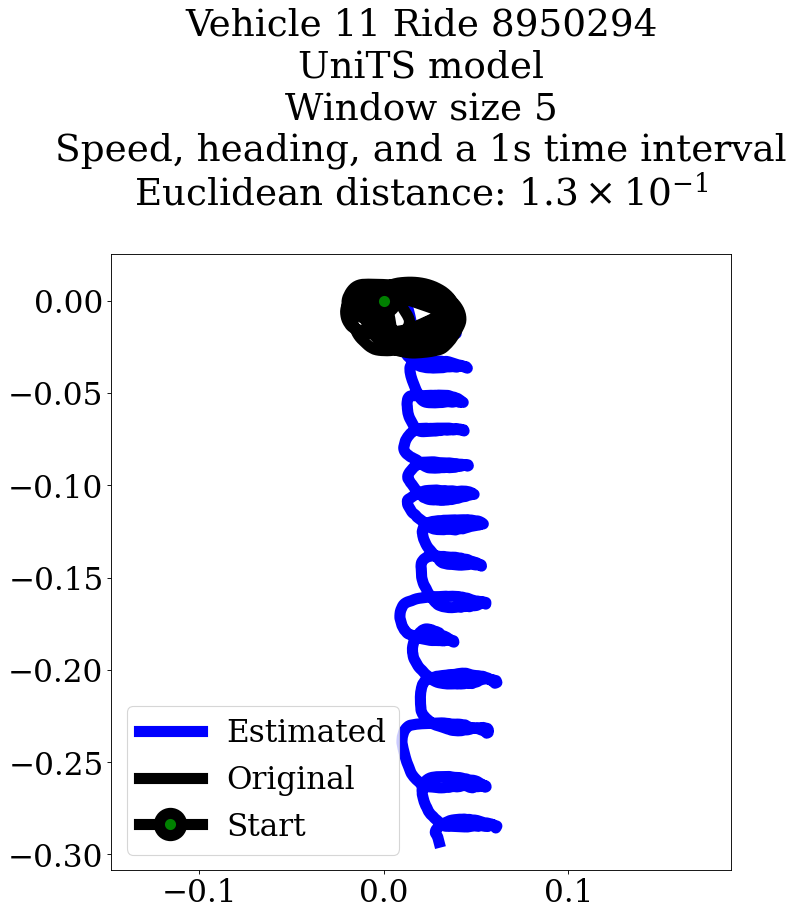 Vehicle 11 Ride 8950294
UniTS model
Window size 5
Speed, heading, and a 1s time interval
Euclidean distance: 1.3 × 10⁻¹
0.00
−0.05
−0.10
−0.15
−0.20
−0.25
−0.30
Estimated
Original
Start
−0.1
0.0
0.1